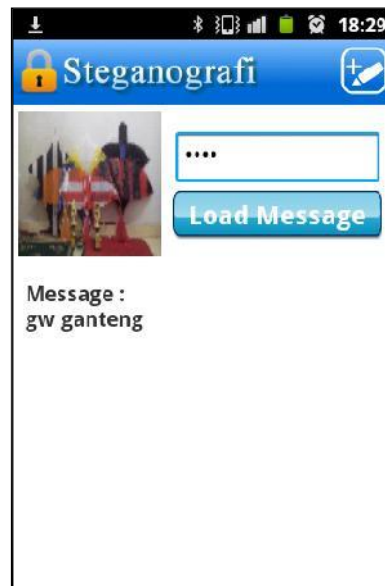 18:29
Steganografi
••••
Load Message
Message :
gw ganteng